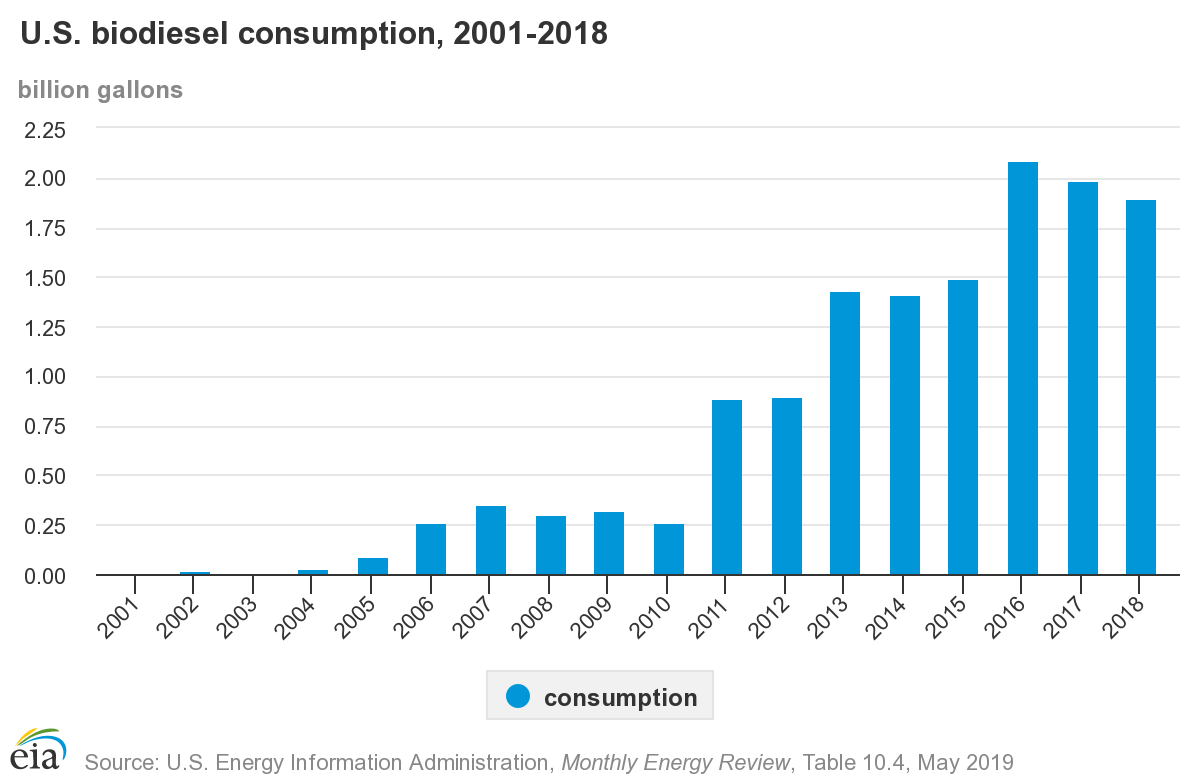 U.S. biodiesel consumption, 2001-2018
billion gallons
2.25
2.00
1.75
1.50
1.25
1.00
0.75
0.50
0.25
0.00
2001 2002 2003 2004 2005 2006 2007 2008 2009 2010 2011 2012 2013 2014 2015 2016 2017 2018
consumption
eia
Source: U.S. Energy Information Administration, Monthly Energy Review, Table 10.4, May 2019